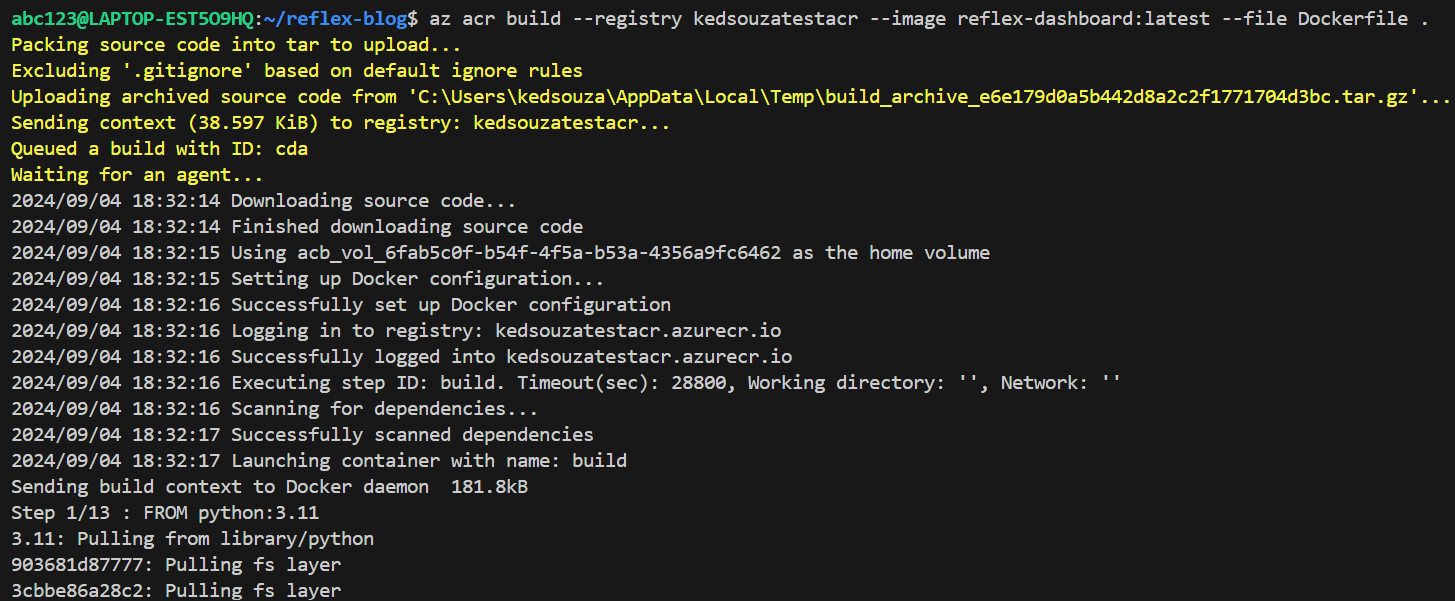 abc123@LAPTOP-EST5O9HQ:~/reflex-blog$ az acr build --registry kedsouzatestacr --image reflex-dashboard:latest --file Dockerfile .
Packing source code into tar to upload...
Excluding '.gitignore' based on default ignore rules
Uploading archived source code from 'C:\Users\kedsouza\AppData\Local\Temp\build_archive_e6e179d0a5b442d8a2c2f1771704d3bc.tar.gz'...
Sending context (38.597 KiB) to registry: kedsouzatestacr...
Queued a build with ID: cda
Waiting for an agent...
2024/09/04 18:32:14 Downloading source code...
2024/09/04 18:32:14 Finished downloading source code
2024/09/04 18:32:15 Using acb_vol_6fab5c0f-b54f-4f5a-b53a-4356a9fc6462 as the home volume
2024/09/04 18:32:15 Setting up Docker configuration...
2024/09/04 18:32:16 Successfully set up Docker configuration
2024/09/04 18:32:16 Logging in to registry: kedsouzatestacr.azurecr.io
2024/09/04 18:32:16 Successfully logged into kedsouzatestacr.azurecr.io
2024/09/04 18:32:16 Executing step ID: build. Timeout(sec): 28800, Working directory: '', Network: ''
2024/09/04 18:32:16 Scanning for dependencies...
2024/09/04 18:32:17 Successfully scanned dependencies
2024/09/04 18:32:17 Launching container with name: build
Sending build context to Docker daemon  181.8kB
Step 1/13 : FROM python:3.11
3.11: Pulling from library/python
903681d87777: Pulling fs layer
3cbbe86a28c2: Pulling fs layer